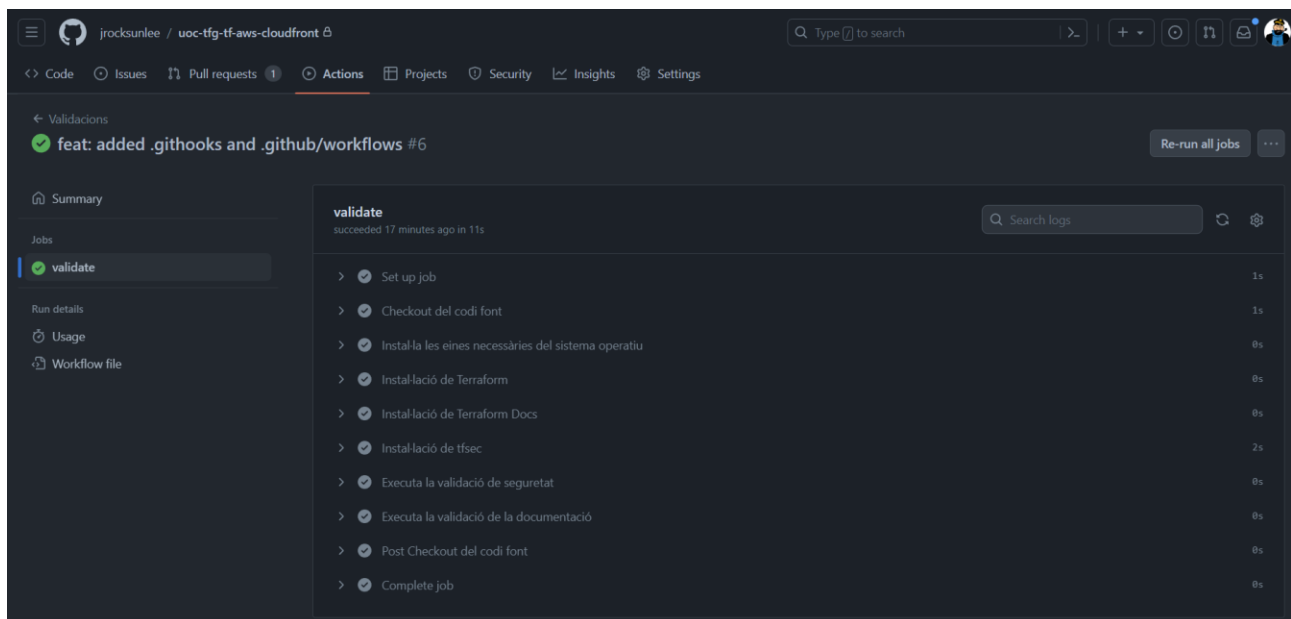 jrocksunlee / uoc-tfg-tf-aws-cloudfront
Type / to search
Code Issues Pull requests 1 Actions Projects Security Insights Settings
← Validacions
feat: added .githooks and .github/workflows #6
Re-run all jobs
Summary
Jobs
validate
Run details
Usage
Workflow file
validate
succeeded 17 minutes ago in 11s
Search logs
Set up job 1s
Checkout del codi font 1s
Instal·la les eines necessàries del sistema operatiu 0s
Instal·lació de Terraform 0s
Instal·lació de Terraform Docs 0s
Instal·lació de tfsec 2s
Executa la validació de seguretat 0s
Executa la validació de la documentació 0s
Post Checkout del codi font 0s
Complete job 0s